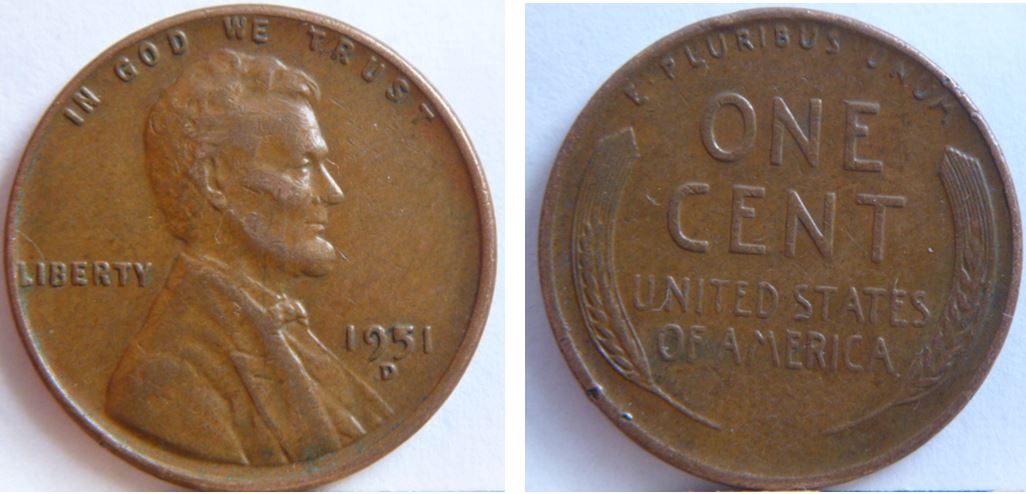 IN GOD WE TRUST
LIBERTY
1951
D
E PLURIBUS UNUM
ONE
CENT
UNITED STATES
OF AMERICA